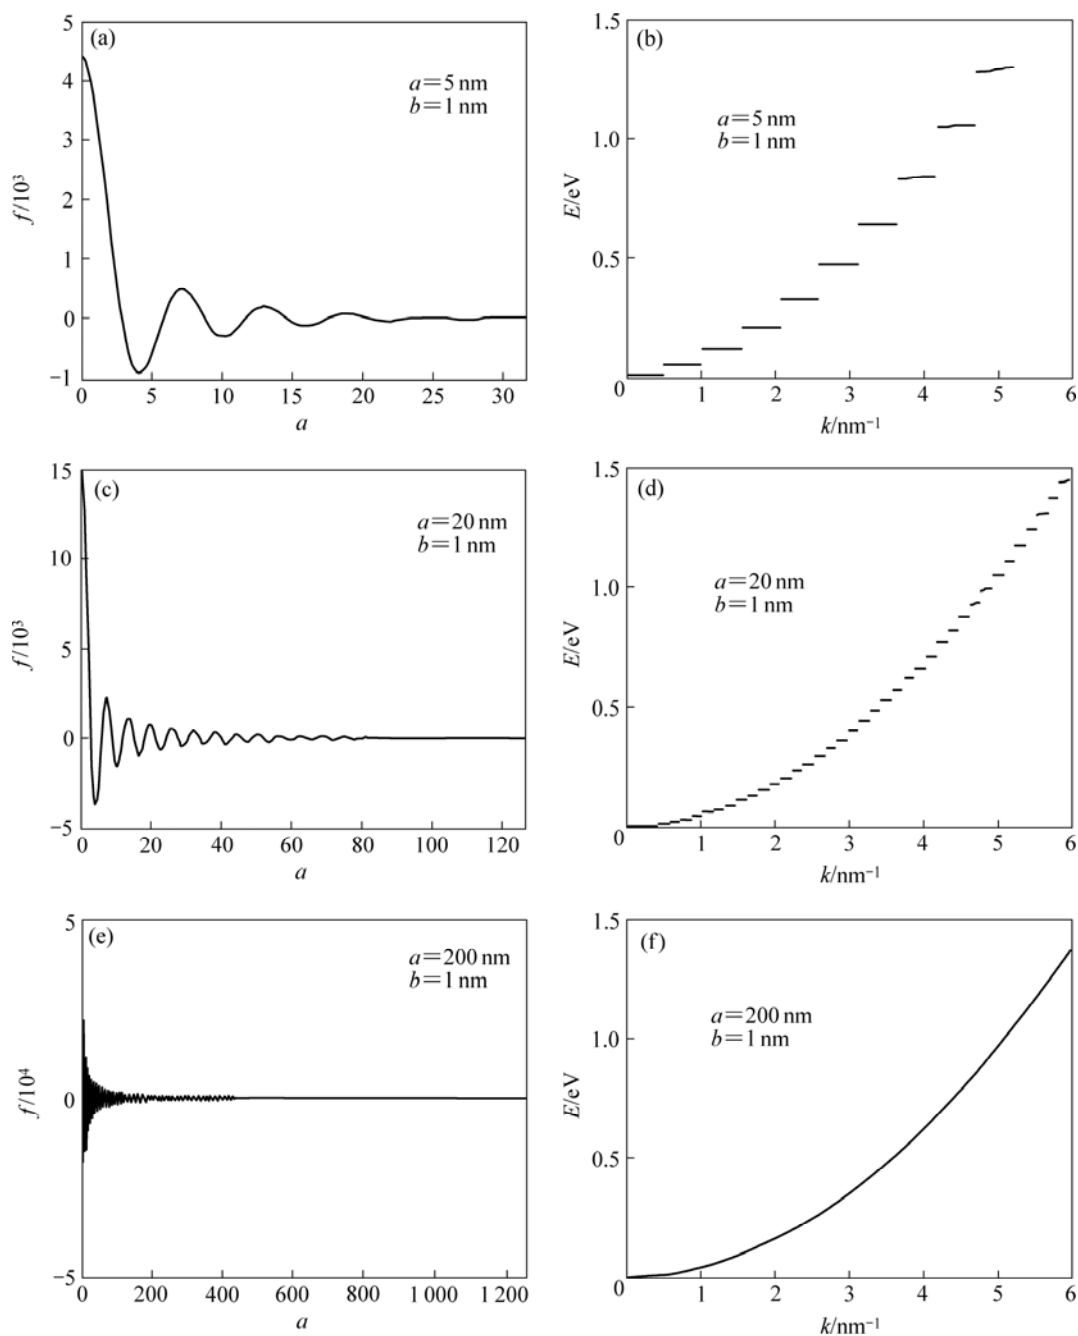 (a)
a=5 nm
b=1 nm
f/10³
5
4
3
2
1
0
−1
0 5 10 15 20 25 30
a
(b)
a=5 nm
b=1 nm
E/eV
1.5
1.0
0.5
0 1 2 3 4 5 6
k/nm⁻¹
(c)
a=20 nm
b=1 nm
f/10³
15
10
5
0
−5
0 20 40 60 80 100 120
a
(d)
a=20 nm
b=1 nm
E/eV
1.5
1.0
0.5
0
1 2 3 4 5 6
k/nm⁻¹
(e)
a=200 nm
b=1 nm
f/10⁴
5
0
−5
0 200 400 600 800 1 000 1 200
a
(f)
a=200 nm
b=1 nm
E/eV
1.5
1.0
0.5
0
1 2 3 4 5 6
k/nm⁻¹